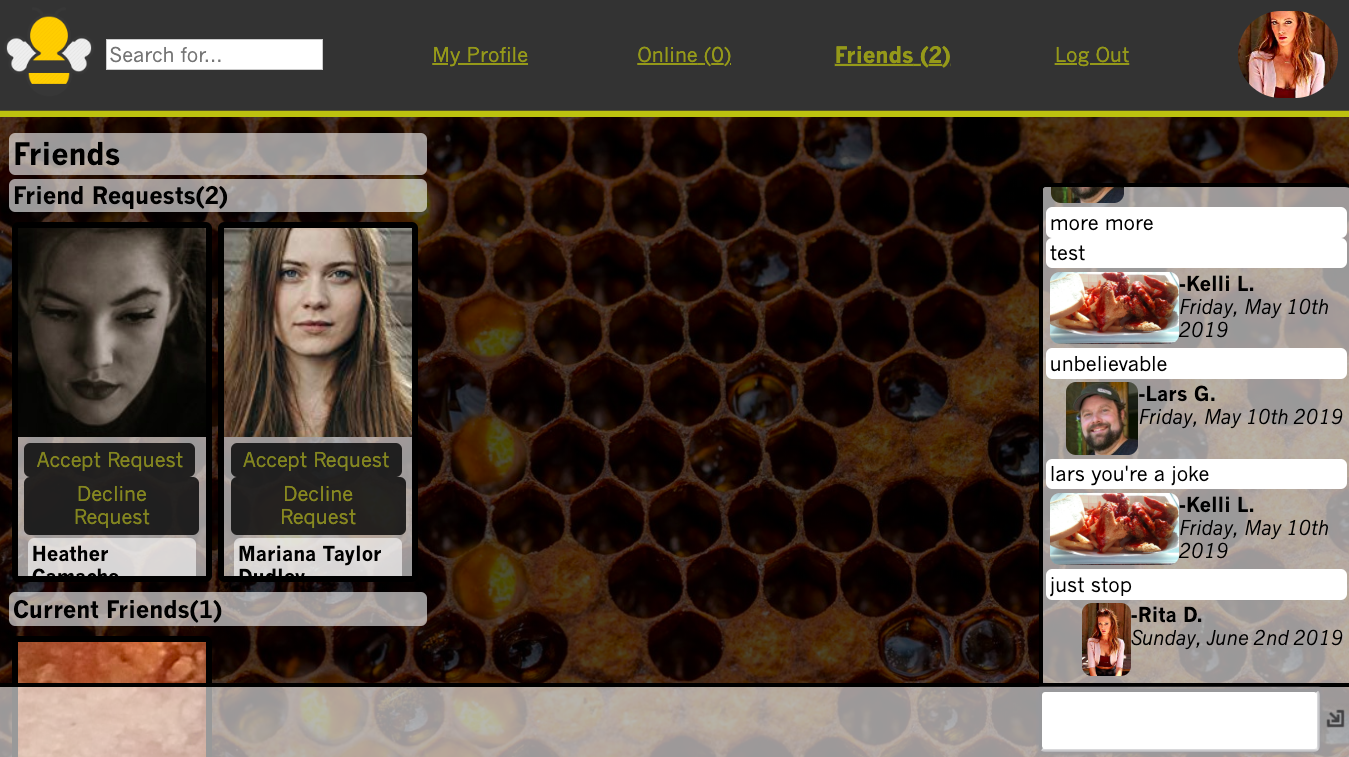 Search for...
My Profile
Online (0)
Friends (2)
Log Out
Friends
Friend Requests(2)
Accept Request
Decline
Request
Heather
Camacho
Accept Request
Decline
Request
Mariana Taylor
Dudley
Current Friends(1)
more more
test
-Kelli L.
Friday, May 10th
2019
unbelievable
-Lars G.
Friday, May 10th 2019
lars you're a joke
-Kelli L.
Friday, May 10th
2019
just stop
-Rita D.
Sunday, June 2nd 2019